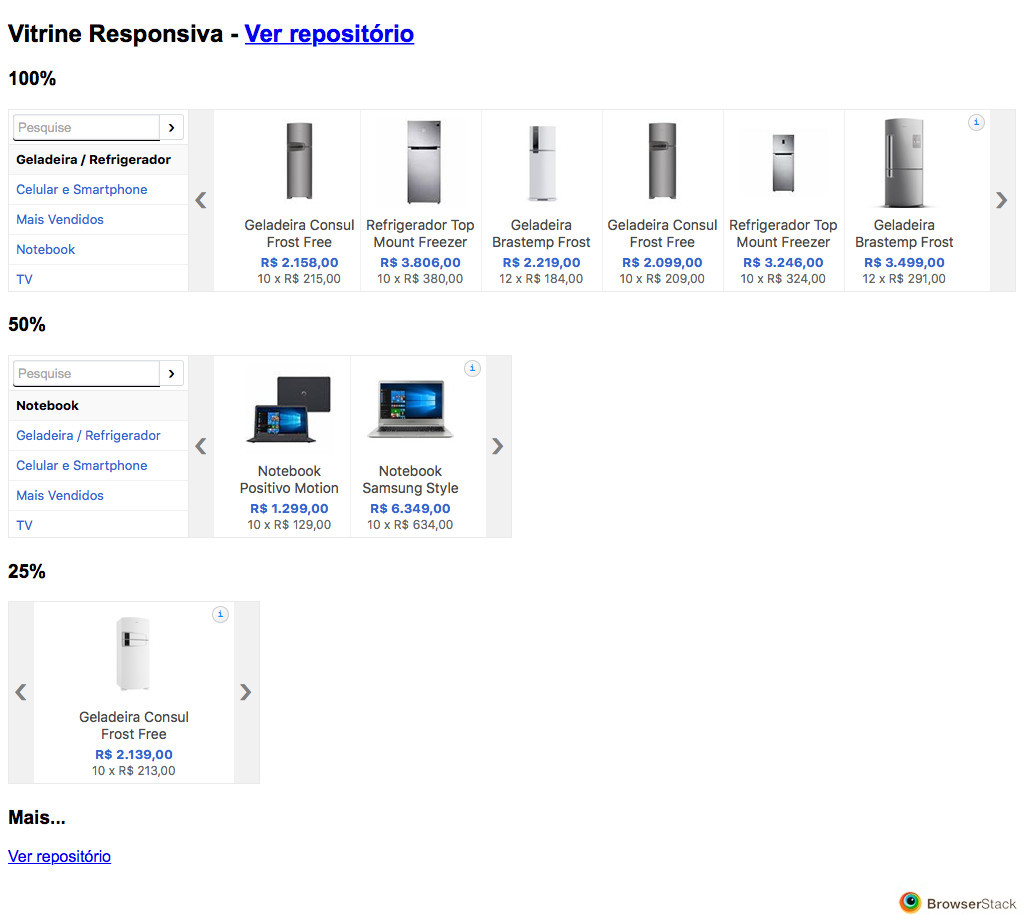 Vitrine Responsiva - Ver repositório
100%
Pesquise
Geladeira / Refrigerador
Celular e Smartphone
Mais Vendidos
Notebook
TV
Geladeira Consul
Frost Free
R$ 2.158,00
10 x R$ 215,00
Refrigerador Top
Mount Freezer
R$ 3.806,00
10 x R$ 380,00
Geladeira
Brastemp Frost
R$ 2.219,00
12 x R$ 184,00
Geladeira Consul
Frost Free
R$ 2.099,00
10 x R$ 209,00
Refrigerador Top
Mount Freezer
R$ 3.246,00
10 x R$ 324,00
Geladeira
Brastemp Frost
R$ 3.499,00
12 x R$ 291,00
i
50%
Pesquise
Notebook
Geladeira / Refrigerador
Celular e Smartphone
Mais Vendidos
TV
Notebook
Positivo Motion
R$ 1.299,00
10 x R$ 129,00
Notebook
Samsung Style
R$ 6.349,00
10 x R$ 634,00
i
25%
i
Geladeira Consul
Frost Free
R$ 2.139,00
10 x R$ 213,00
Mais...
Ver repositório
BrowserStack